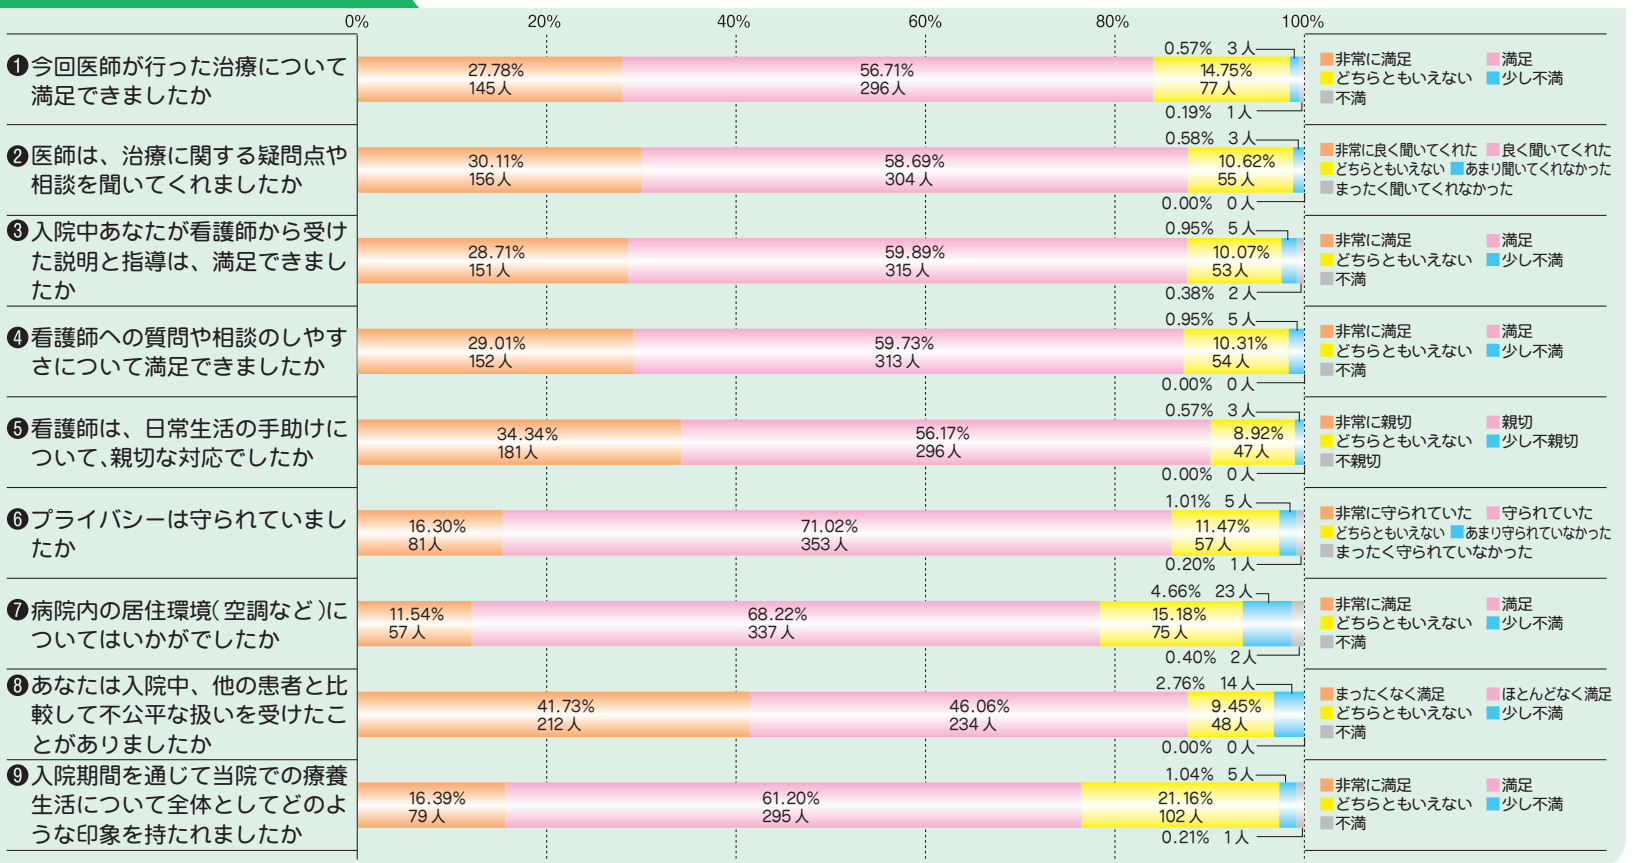 0%
20%
40%
60%
80%
100%
❶今回医師が行った治療について
満足できましたか
27.78%
145人
56.71%
296人
14.75%
77人
0.57% 3人
0.19% 1人
非常に満足 満足
どちらともいえない 少し不満
不満
❷医師は、治療に関する疑問点や
相談を聞いてくれましたか
30.11%
156人
58.69%
304人
10.62%
55人
0.58% 3人
0.00% 0人
非常に良く聞いてくれた 良く聞いてくれた
どちらともいえない あまり聞いてくれなかった
まったく聞いてくれなかった
❸入院中あなたが看護師から受け
た説明と指導は、満足できまし
たか
28.71%
151人
59.89%
315人
10.07%
53人
0.95% 5人
0.38% 2人
非常に満足 満足
どちらともいえない 少し不満
不満
❹看護師への質問や相談のしやす
さについて満足できましたか
29.01%
152人
59.73%
313人
10.31%
54人
0.95% 5人
0.00% 0人
非常に満足 満足
どちらともいえない 少し不満
不満
❺看護師は、日常生活の手助けに
ついて、親切な対応でしたか
34.34%
181人
56.17%
296人
8.92%
47人
0.57% 3人
0.00% 0人
非常に親切 親切
どちらともいえない 少し不親切
不親切
❻プライバシーは守られていまし
たか
16.30%
81人
71.02%
353人
11.47%
57人
1.01% 5人
0.20% 1人
非常に守られていた 守られていた
どちらともいえない あまり守られていなかった
まったく守られていなかった
❼病院内の居住環境(空調など)に
ついてはいかがでしたか
11.54%
57人
68.22%
337人
15.18%
75人
4.66% 23人
0.40% 2人
非常に満足 満足
どちらともいえない 少し不満
不満
❽あなたは入院中、他の患者と比
較して不公平な扱いを受けたこ
とがありましたか
41.73%
212人
46.06%
234人
9.45%
48人
2.76% 14人
0.00% 0人
まったくなく満足 ほとんどなく満足
どちらともいえない 少し不満
不満
❾入院期間を通じて当院での療養
生活について全体としてどのよ
うな印象を持たれましたか
16.39%
79人
61.20%
295人
21.16%
102人
1.04% 5人
0.21% 1人
非常に満足 満足
どちらともいえない 少し不満
不満